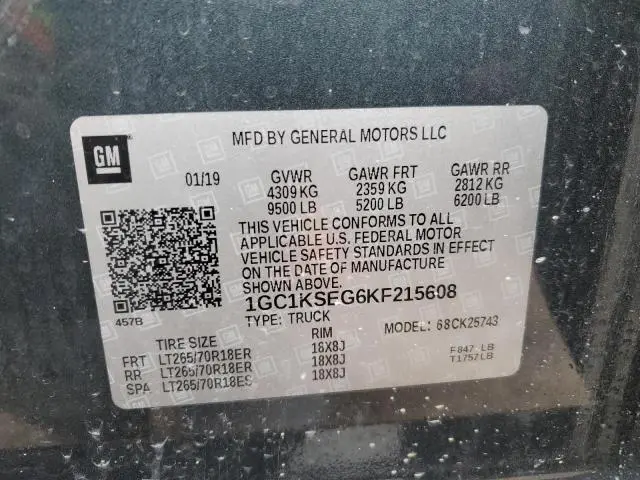 GM
MFD BY GENERAL MOTORS LLC
01/19 GVWR GAWR FRT GAWR RR
4309 KG 2359 KG 2812 KG
9500 LB 5200 LB 6200 LB
THIS VEHICLE CONFORMS TO ALL
APPLICABLE U.S. FEDERAL MOTOR
VEHICLE SAFETY STANDARDS IN EFFECT
ON THE DATE OF MANUFACTURE
SHOWN ABOVE.
1GC1KSEG6KF215608
457B TYPE: TRUCK MODEL: 68CK25743
TIRE SIZE RIM
FRT LT265/70R18ER 18X8J
RR LT265/70R18ER 18X8J
SPA LT265/70R18ES 18X8J
F847 LB
T1757LB